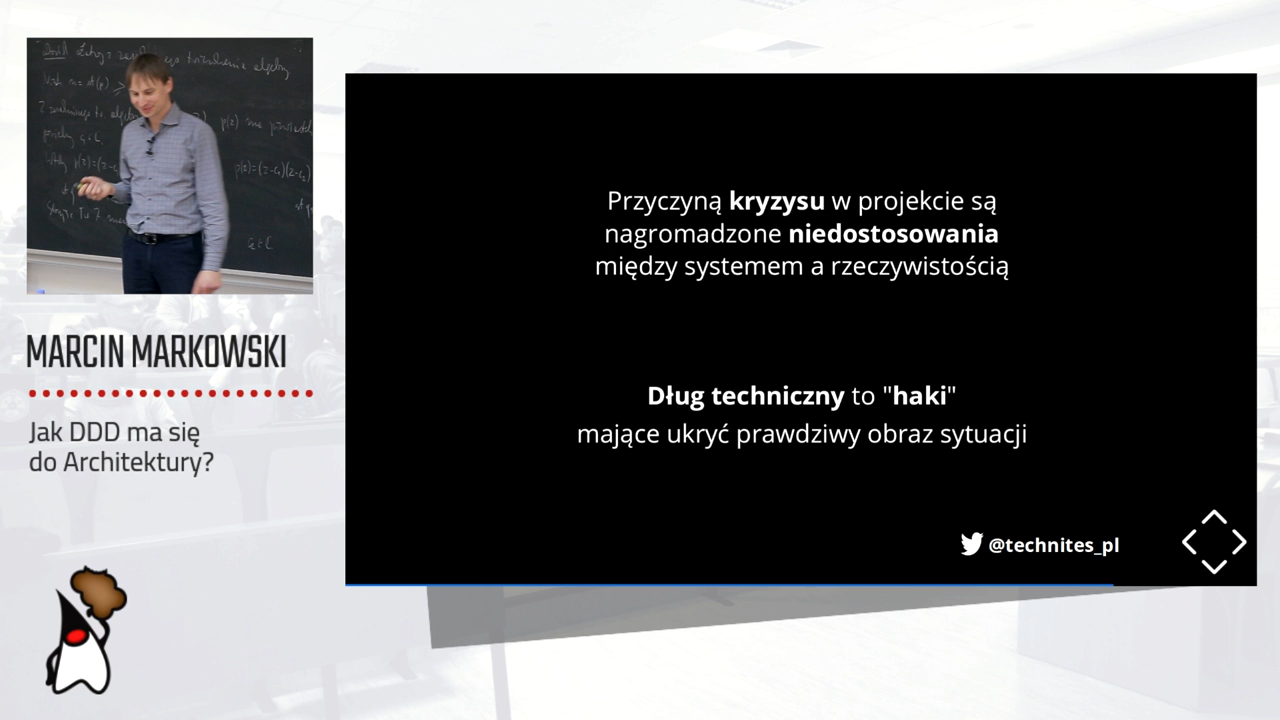 MARCIN MARKOWSKI
Jak DDD ma się
do Architektury?
Przyczyną kryzysu w projekcie są
nagromadzone niedostosowania
między systemem a rzeczywistością
Dług techniczny to "haki"
mające ukryć prawdziwy obraz sytuacji
@technites_pl